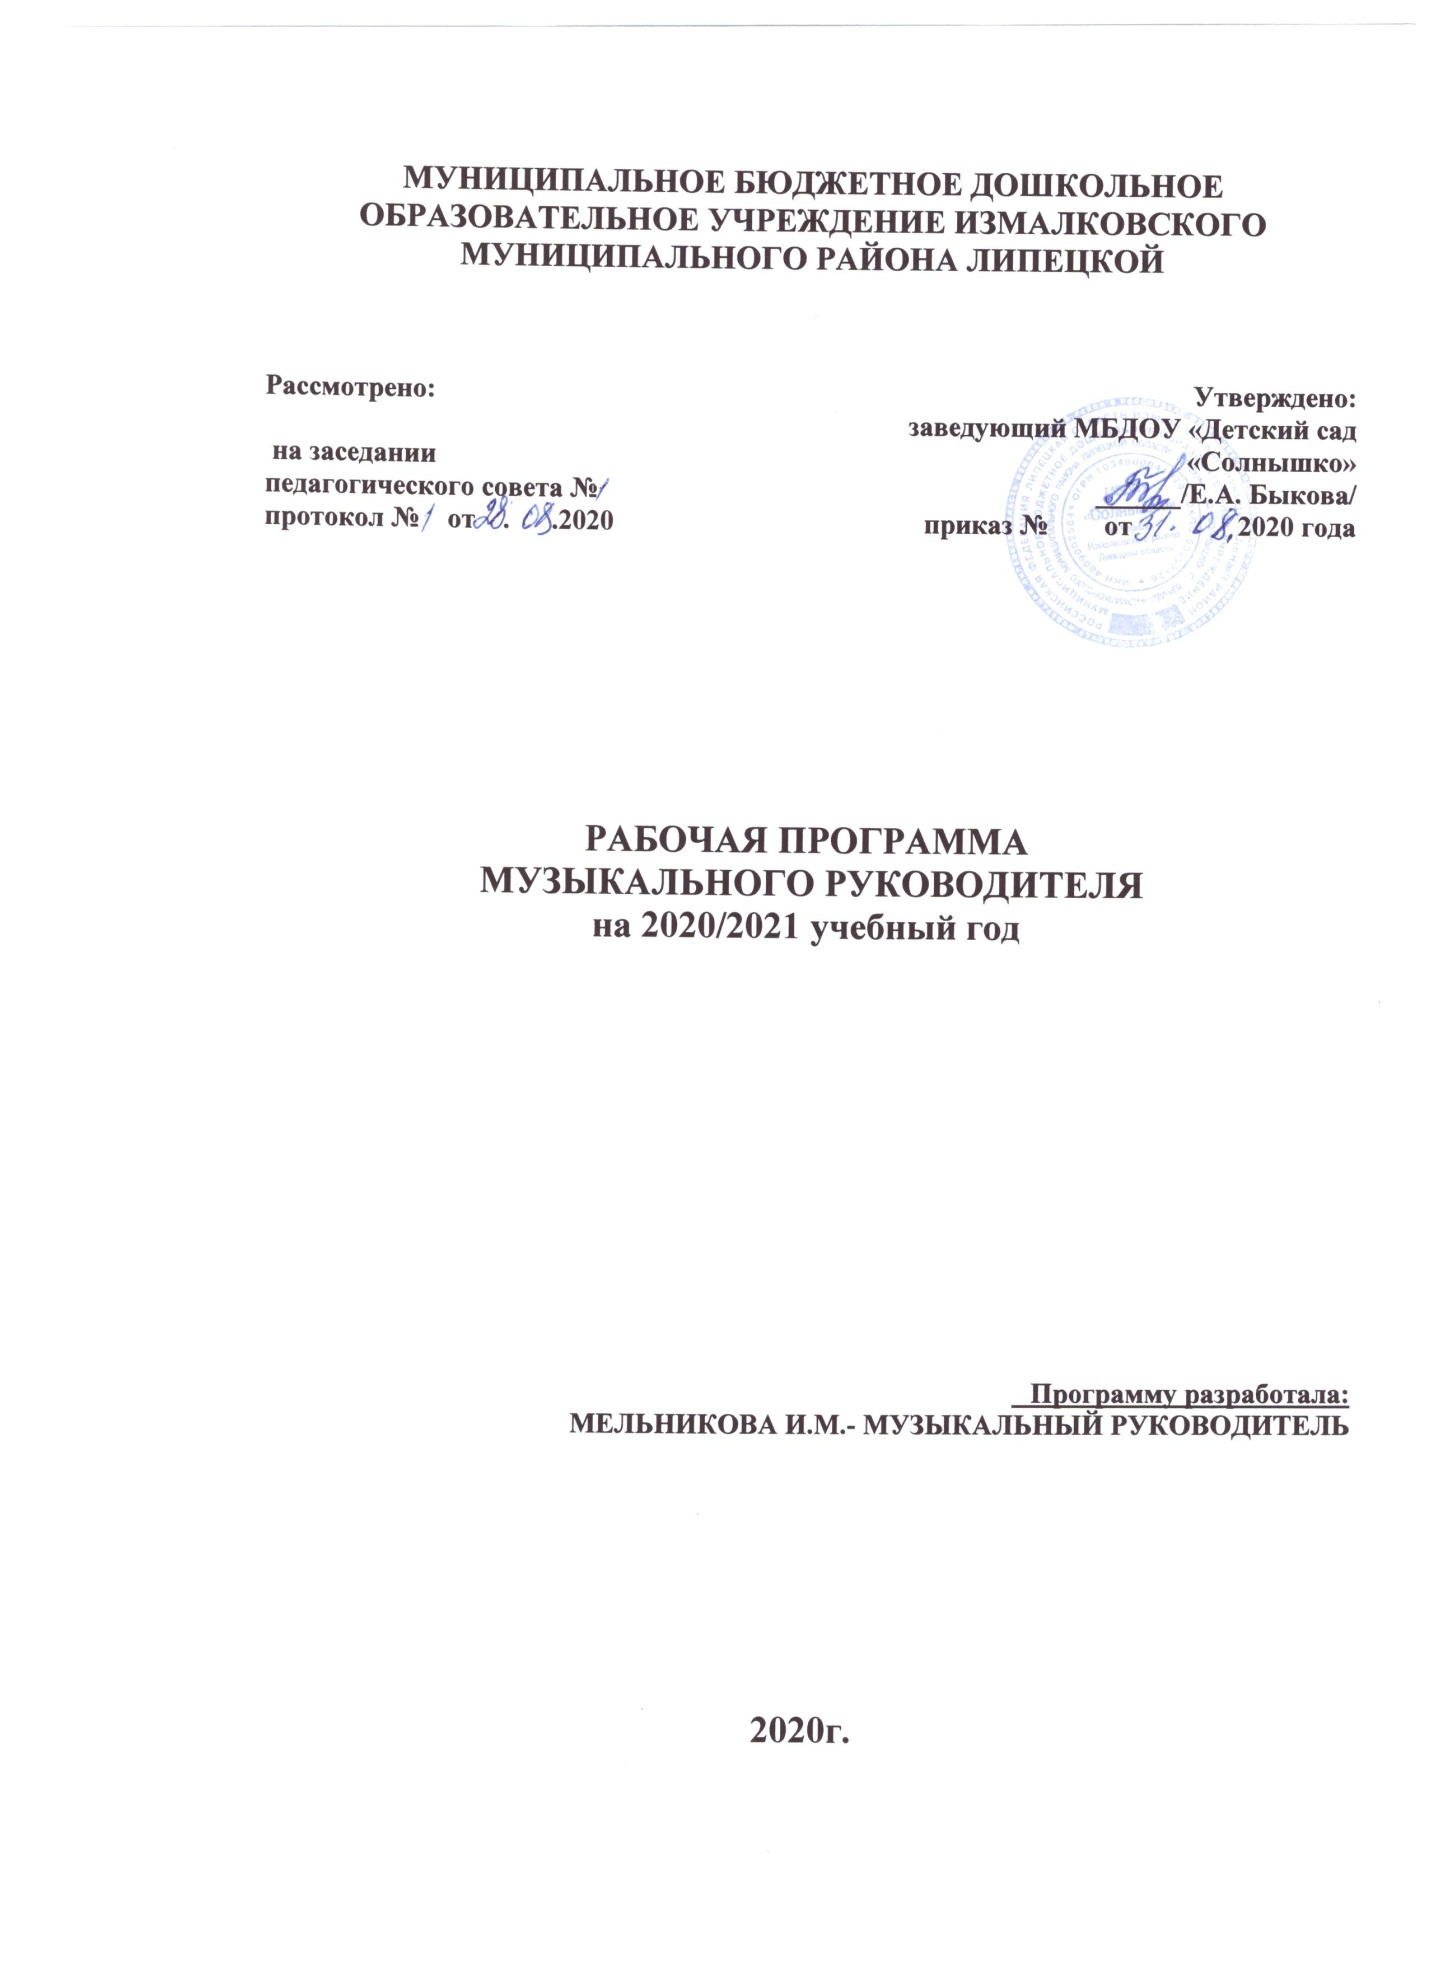 МУНИЦИПАЛЬНОЕ БЮДЖЕТНОЕ ДОШКОЛЬНОЕ
ОБРАЗОВАТЕЛЬНОЕ УЧРЕЖДЕНИЕ ИЗМАЛКОВСКОГО
МУНИЦИПАЛЬНОГО РАЙОНА ЛИПЕЦКОЙ
Рассмотрено:
на заседании
педагогического совета №1
протокол №1 от 28. 08.2020
Утверждено:
заведующий МБДОУ «Детский сад
«Солнышко»
/Е.А. Быкова/
приказ № от 31. 08.2020 года
РАБОЧАЯ ПРОГРАММА
МУЗЫКАЛЬНОГО РУКОВОДИТЕЛЯ
на 2020/2021 учебный год
Программу разработала:
МЕЛЬНИКОВА И.М.- МУЗЫКАЛЬНЫЙ РУКОВОДИТЕЛЬ
2020г.